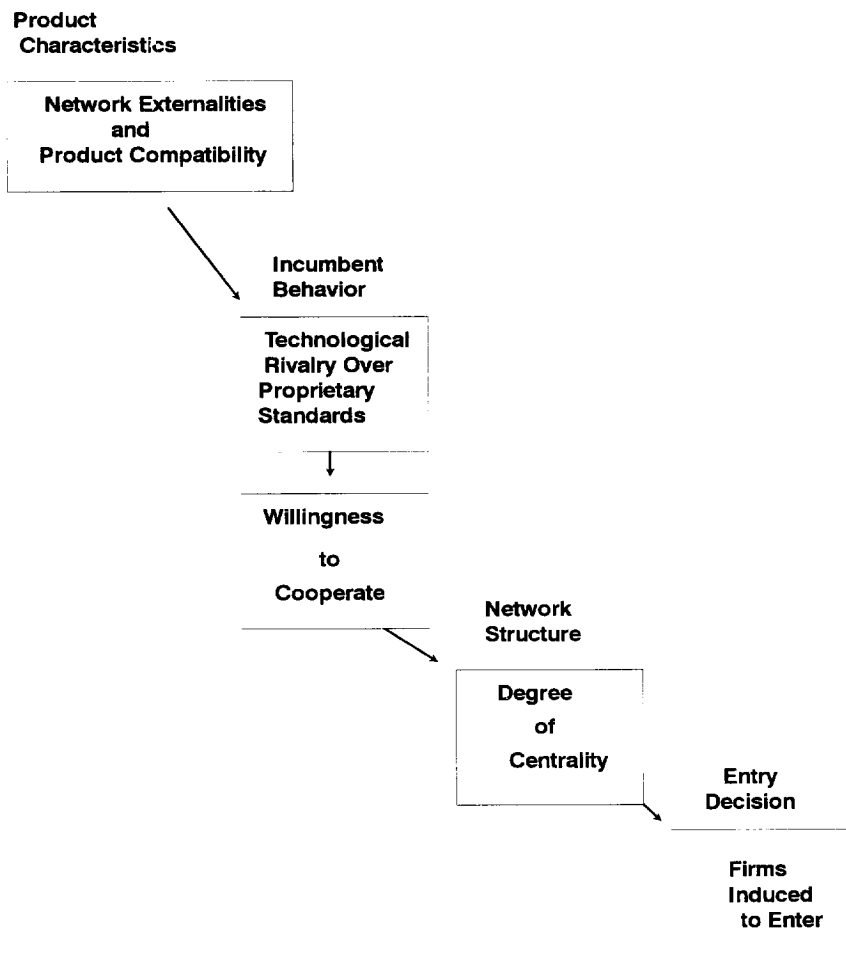 Product
Characteristics
Network Externalities
and
Product Compatibility
Incumbent
Behavior
Technological
Rivalry Over
Proprietary
Standards
Willingness
to
Cooperate
Network
Structure
Degree
of
Centrality
Entry
Decision
Firms
Induced
to Enter